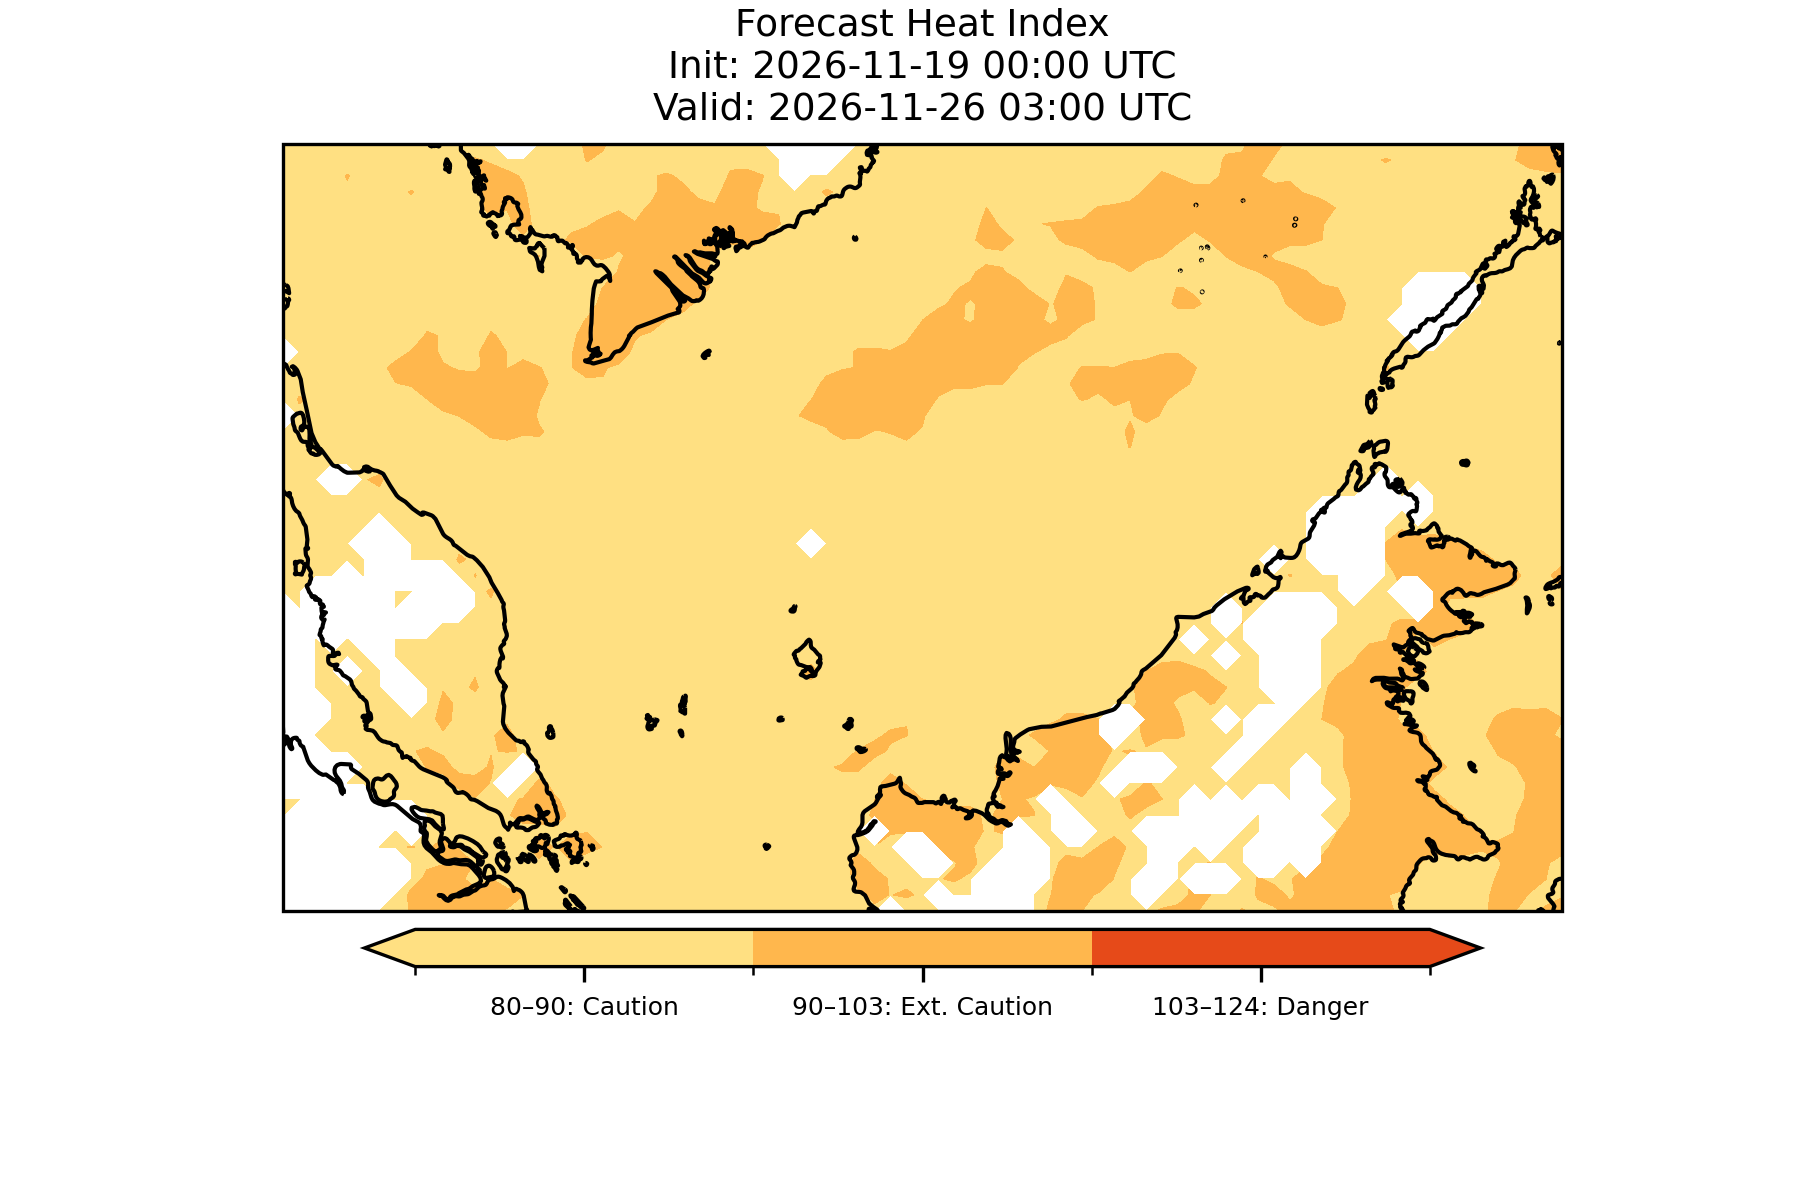 Forecast Heat Index
Init: 2026-11-19 00:00 UTC
Valid: 2026-11-26 03:00 UTC
80–90: Caution
90–103: Ext. Caution
103–124: Danger